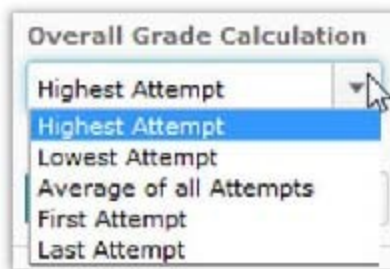 Overall Grade Calculation
Highest Attempt
Highest Attempt
Lowest Attempt
Average of all Attempts
First Attempt
Last Attempt